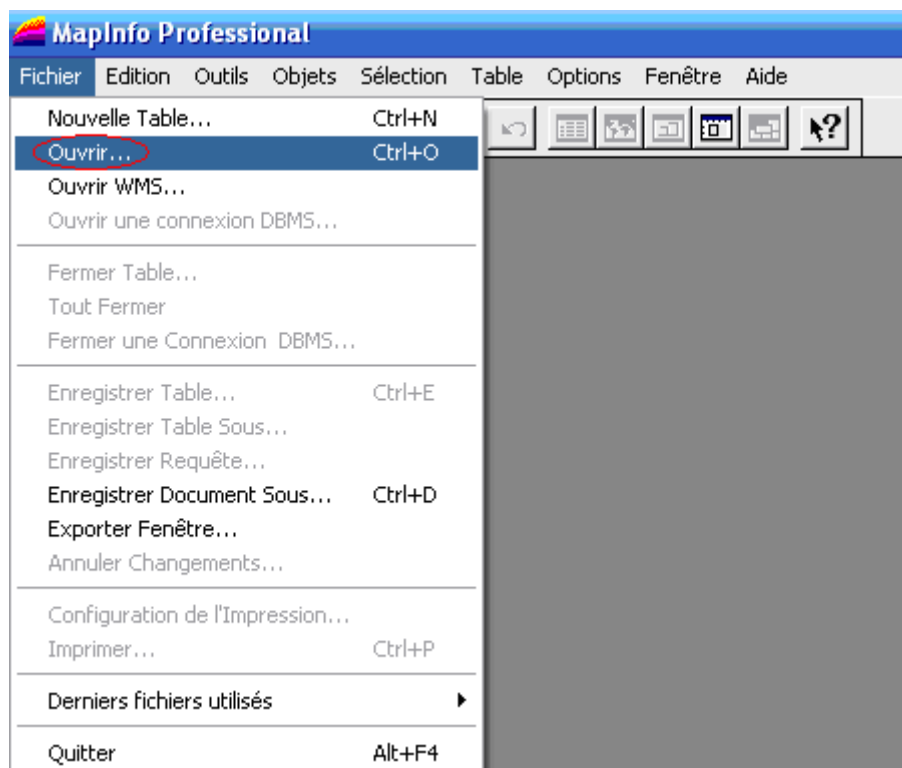 MapInfo Professional
Fichier Edition Outils Objets Sélection Table Options Fenêtre Aide
Nouvelle Table... Ctrl+N
Ouvrir... Ctrl+O
Ouvrir WMS...
Ouvrir une connexion DBMS...
Fermer Table...
Tout Fermer
Fermer une Connexion DBMS...
Enregistrer Table... Ctrl+E
Enregistrer Table Sous...
Enregistrer Requête...
Enregistrer Document Sous... Ctrl+D
Exporter Fenêtre...
Annuler Changements...
Configuration de l'Impression...
Imprimer... Ctrl+P
Derniers fichiers utilisés
Quitter Alt+F4